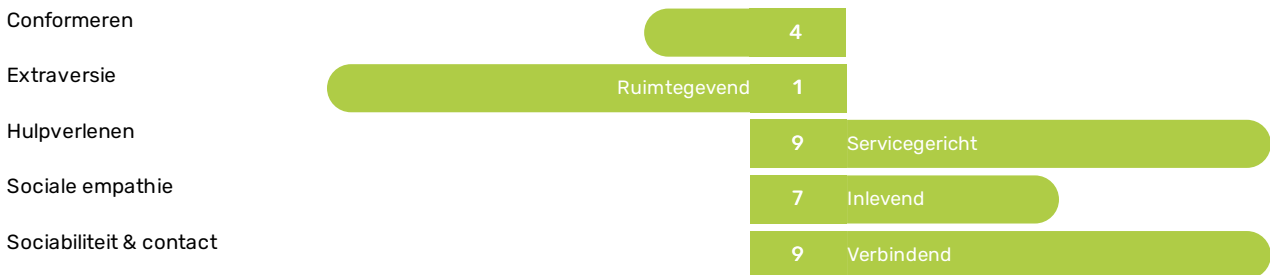 Conformeren 4
Extraversie Ruimtegevend 1
Hulpverlenen 9 Servicegericht
Sociale empathie 7 Inlevend
Sociabiliteit & contact 9 Verbindend